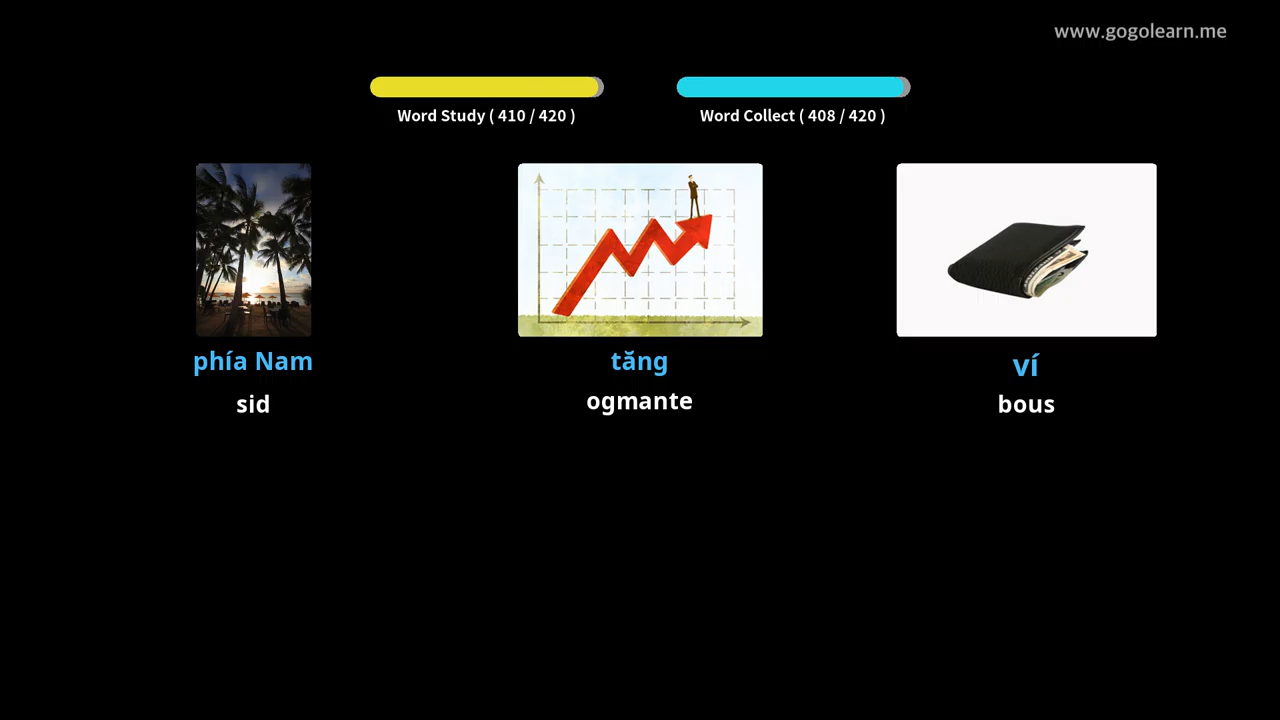 www.gogolearn.me
Word Study ( 410 / 420 )
Word Collect ( 408 / 420 )
phía Nam
tăng
ví
sid
ogmante
bous